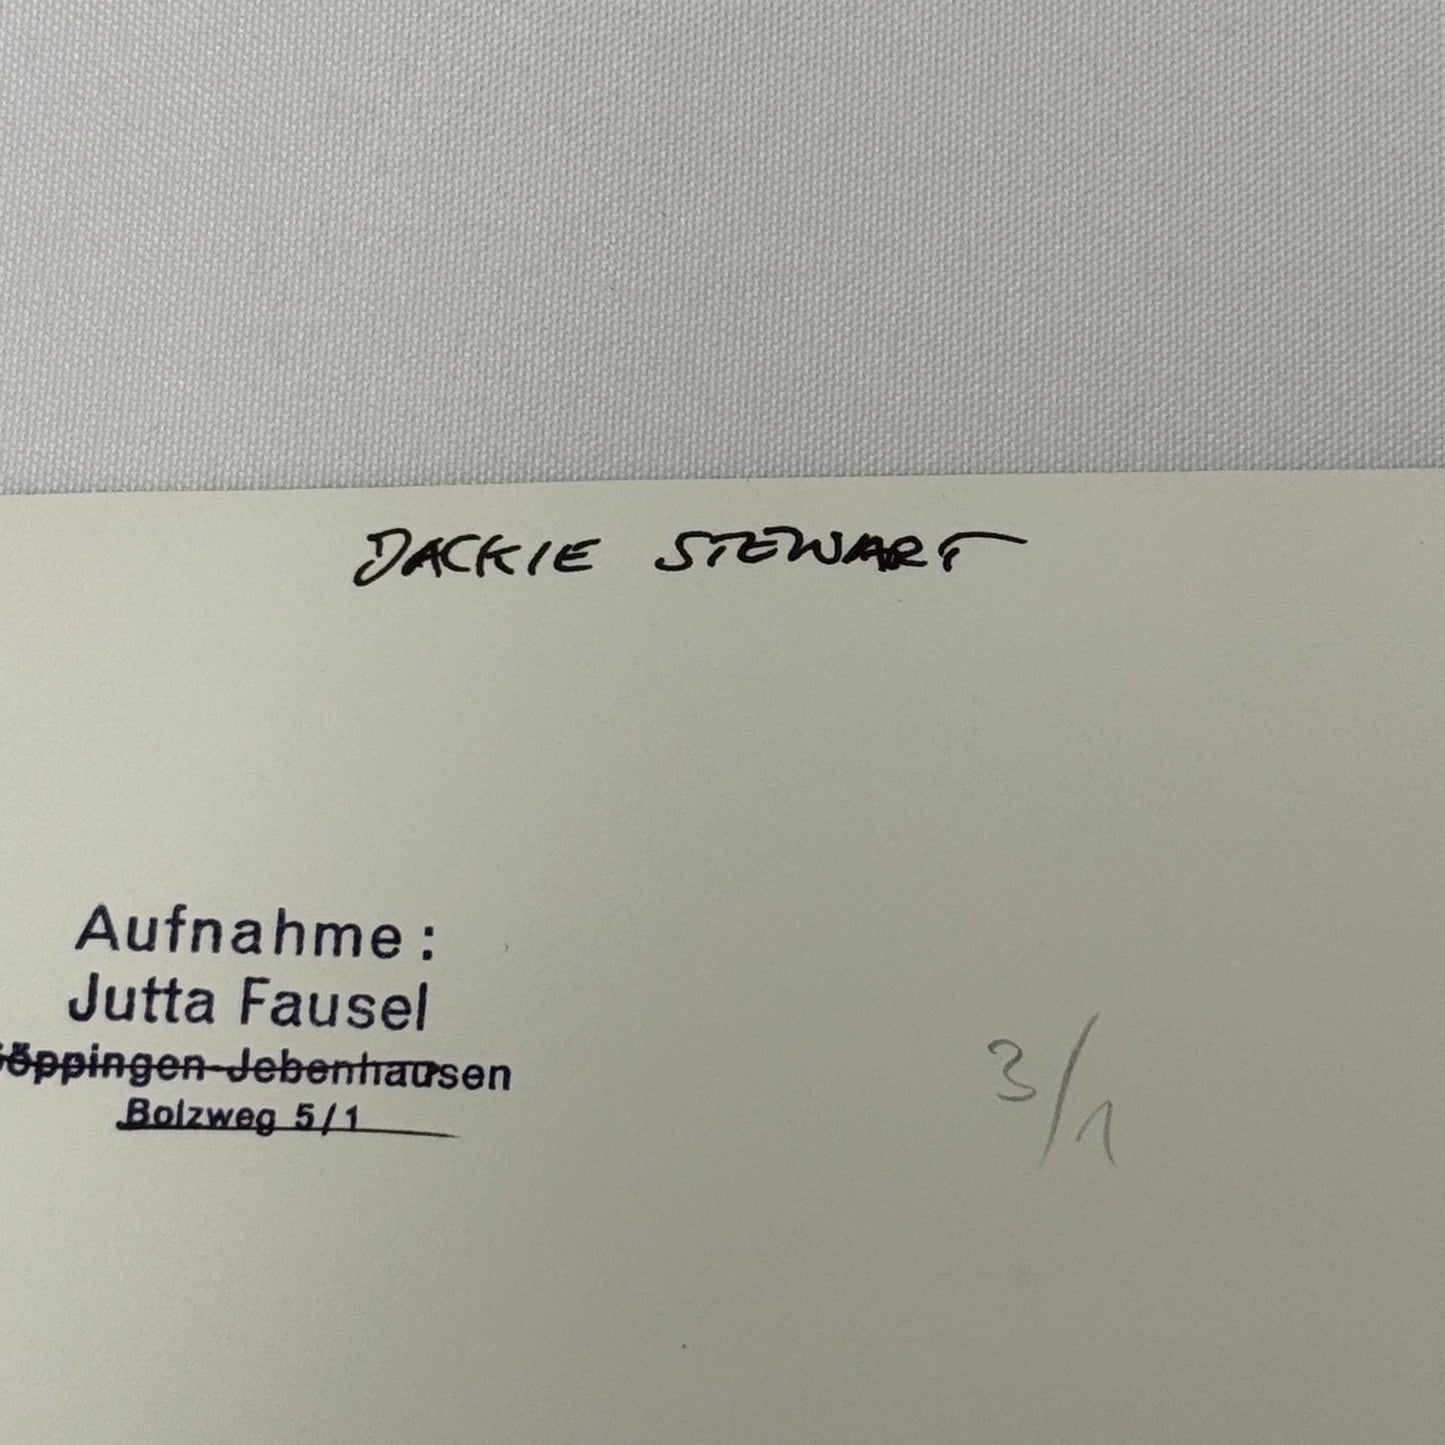 JACKIE STEWART
Aufnahme:
Jutta Fausel
Göppingen-Jebenhausen
Bolzweg 5/1
3/1